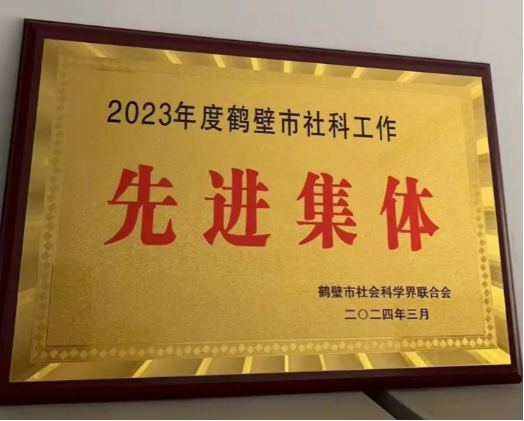 2023年度鹤壁市社科工作
先进集体
鹤壁市社会科学界联合会
二〇二四年三月